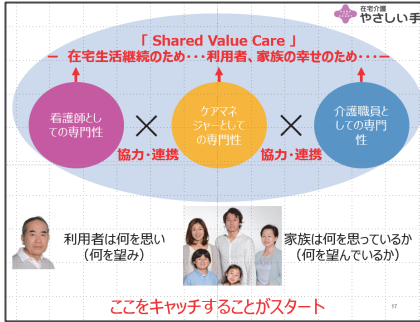 在宅介護
やさしい手
「 Shared Value Care 」
－ 在宅生活継続のため・・・利用者、家族の幸せのため・・・－
看護師とし
ての専門性
×
ケアマネ
ジャーとして
の専門性
×
介護職員と
しての専門
性
協力・連携
協力・連携
利用者は何を思い
（何を望み）
家族は何を思っているか
（何を望んでいるか）
ここをキャッチすることがスタート
17